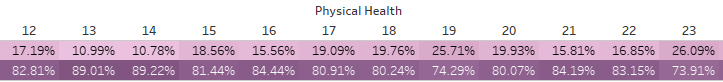 Physical Health
12 13 14 15 16 17 18 19 20 21 22 23
17.19% 10.99% 10.78% 18.56% 15.56% 19.09% 19.76% 25.71% 19.93% 15.81% 16.85% 26.09%
82.81% 89.01% 89.22% 81.44% 84.44% 80.91% 80.24% 74.29% 80.07% 84.19% 83.15% 73.91%